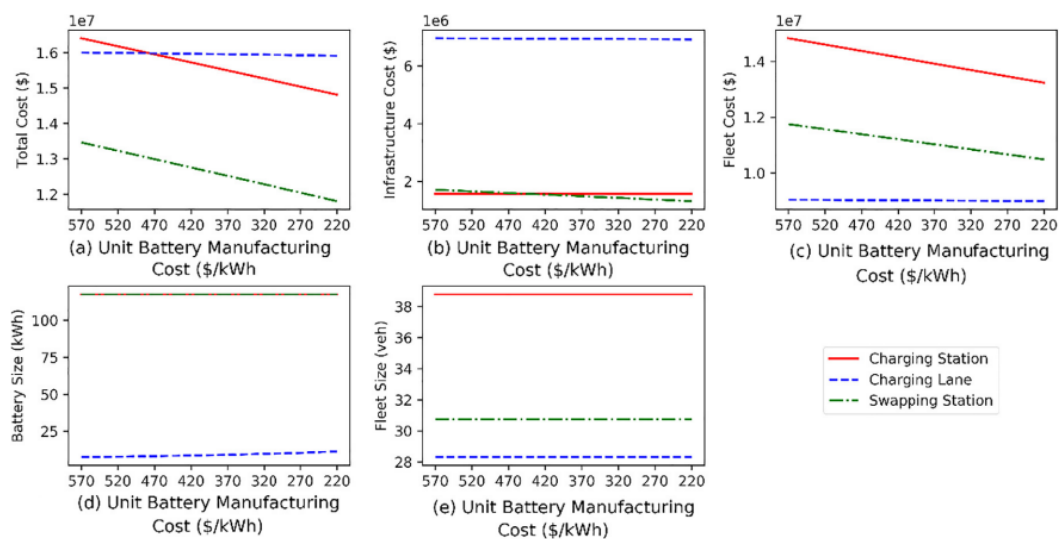 1e7
Total Cost ($)
1.6
1.5
1.4
1.3
1.2
570 520 470 420 370 320 270 220
(a) Unit Battery Manufacturing
Cost ($/kWh
1e6
Infrastructure Cost ($)
6
4
2
570 520 470 420 370 320 270 220
(b) Unit Battery Manufacturing
Cost ($/kWh)
1e7
Fleet Cost ($)
1.4
1.2
1.0
570 520 470 420 370 320 270 220
(c) Unit Battery Manufacturing
Cost ($/kWh)
Battery Size (kWh)
100
75
50
25
570 520 470 420 370 320 270 220
(d) Unit Battery Manufacturing
Cost ($/kWh)
Fleet Size (veh)
38
36
34
32
30
28
570 520 470 420 370 320 270 220
(e) Unit Battery Manufacturing
Cost ($/kWh)
Charging Station
Charging Lane
Swapping Station